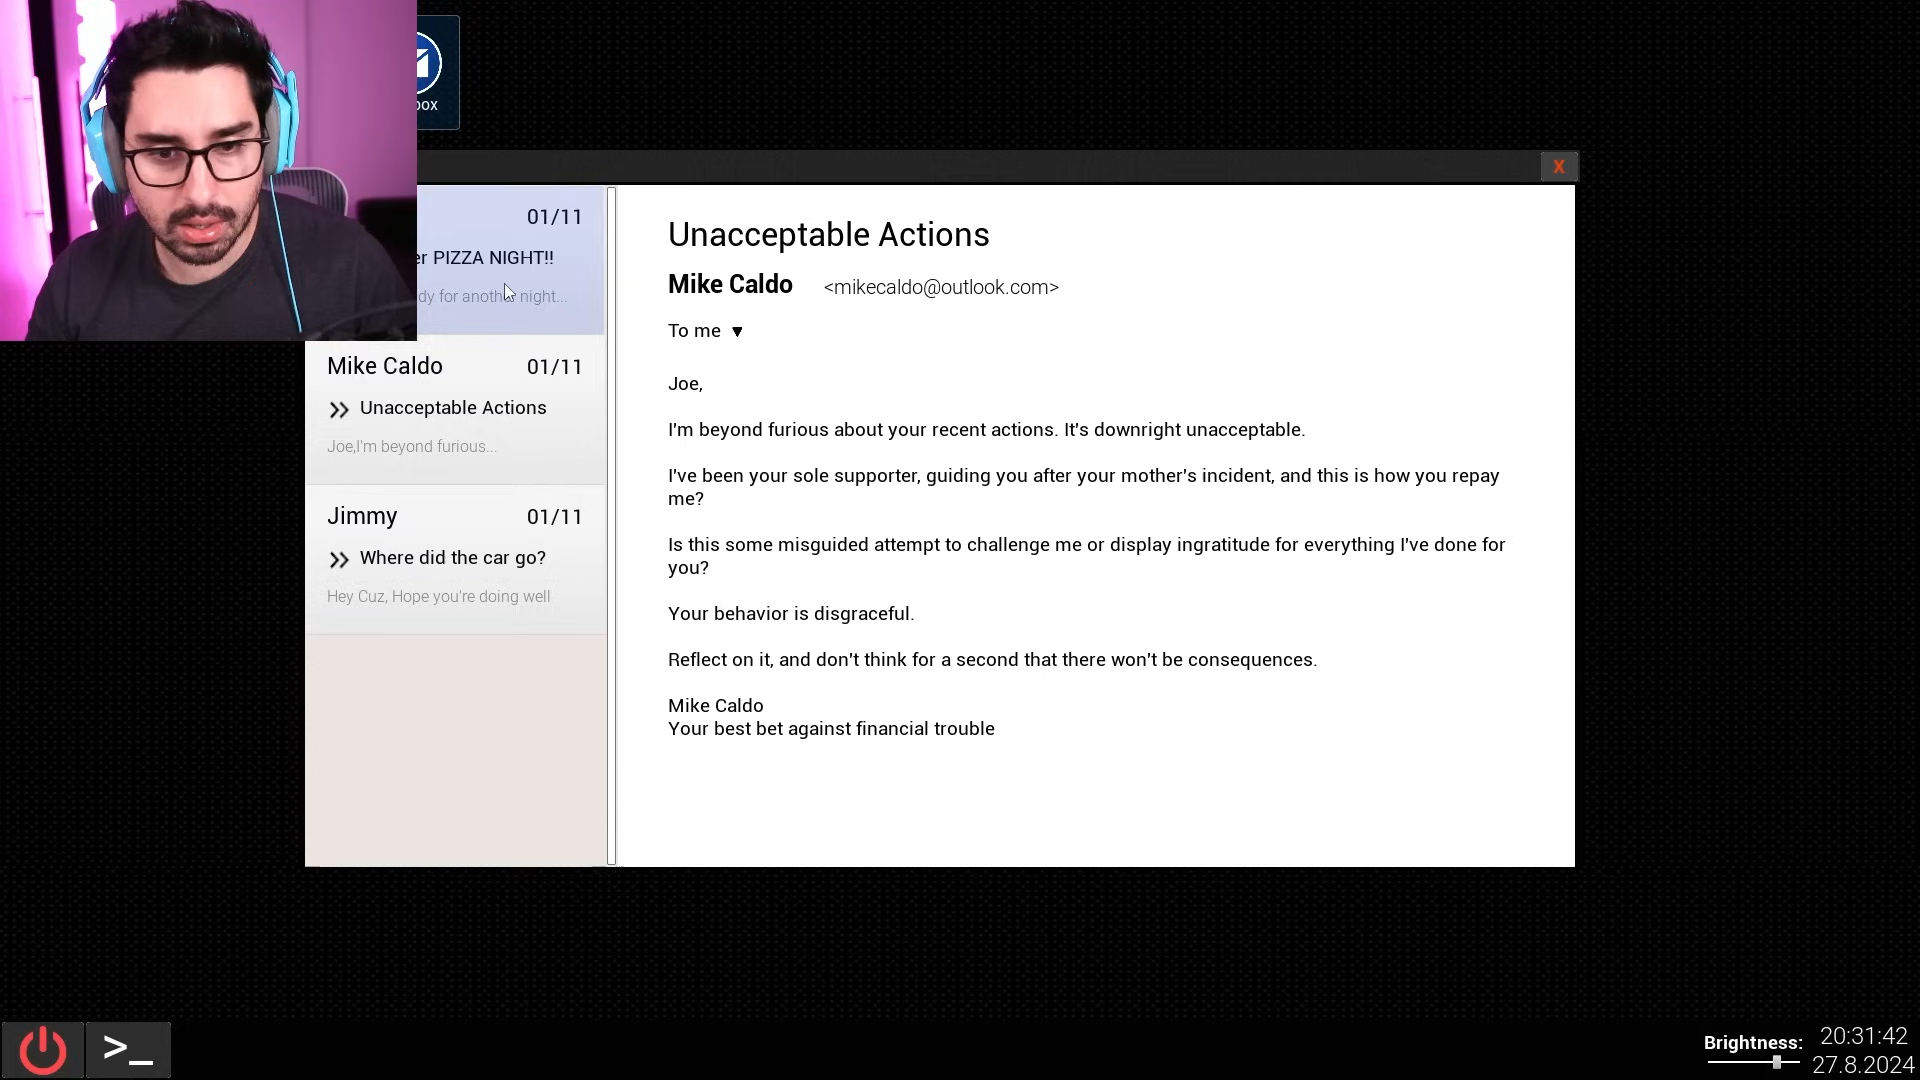 box
X
01/11
er PIZZA NIGHT!!
dy for another night...
Mike Caldo 01/11
Unacceptable Actions
Joe,I'm beyond furious...
Jimmy 01/11
Where did the car go?
Hey Cuz, Hope you're doing well
Unacceptable Actions
Mike Caldo <mikecaldo@outlook.com>
To me
Joe,
I'm beyond furious about your recent actions. It's downright unacceptable.
I've been your sole supporter, guiding you after your mother's incident, and this is how you repay
me?
Is this some misguided attempt to challenge me or display ingratitude for everything I've done for
you?
Your behavior is disgraceful.
Reflect on it, and don't think for a second that there won't be consequences.
Mike Caldo
Your best bet against financial trouble
>_
Brightness: 20:31:42
27.8.2024